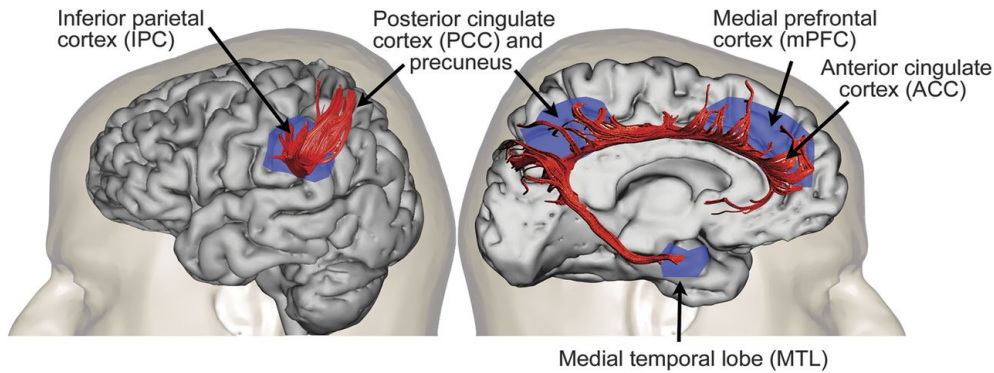 Inferior parietal
cortex (IPC)
Posterior cingulate
cortex (PCC) and
precuneus
Medial prefrontal
cortex (mPFC)
Anterior cingulate
cortex (ACC)
Medial temporal lobe (MTL)